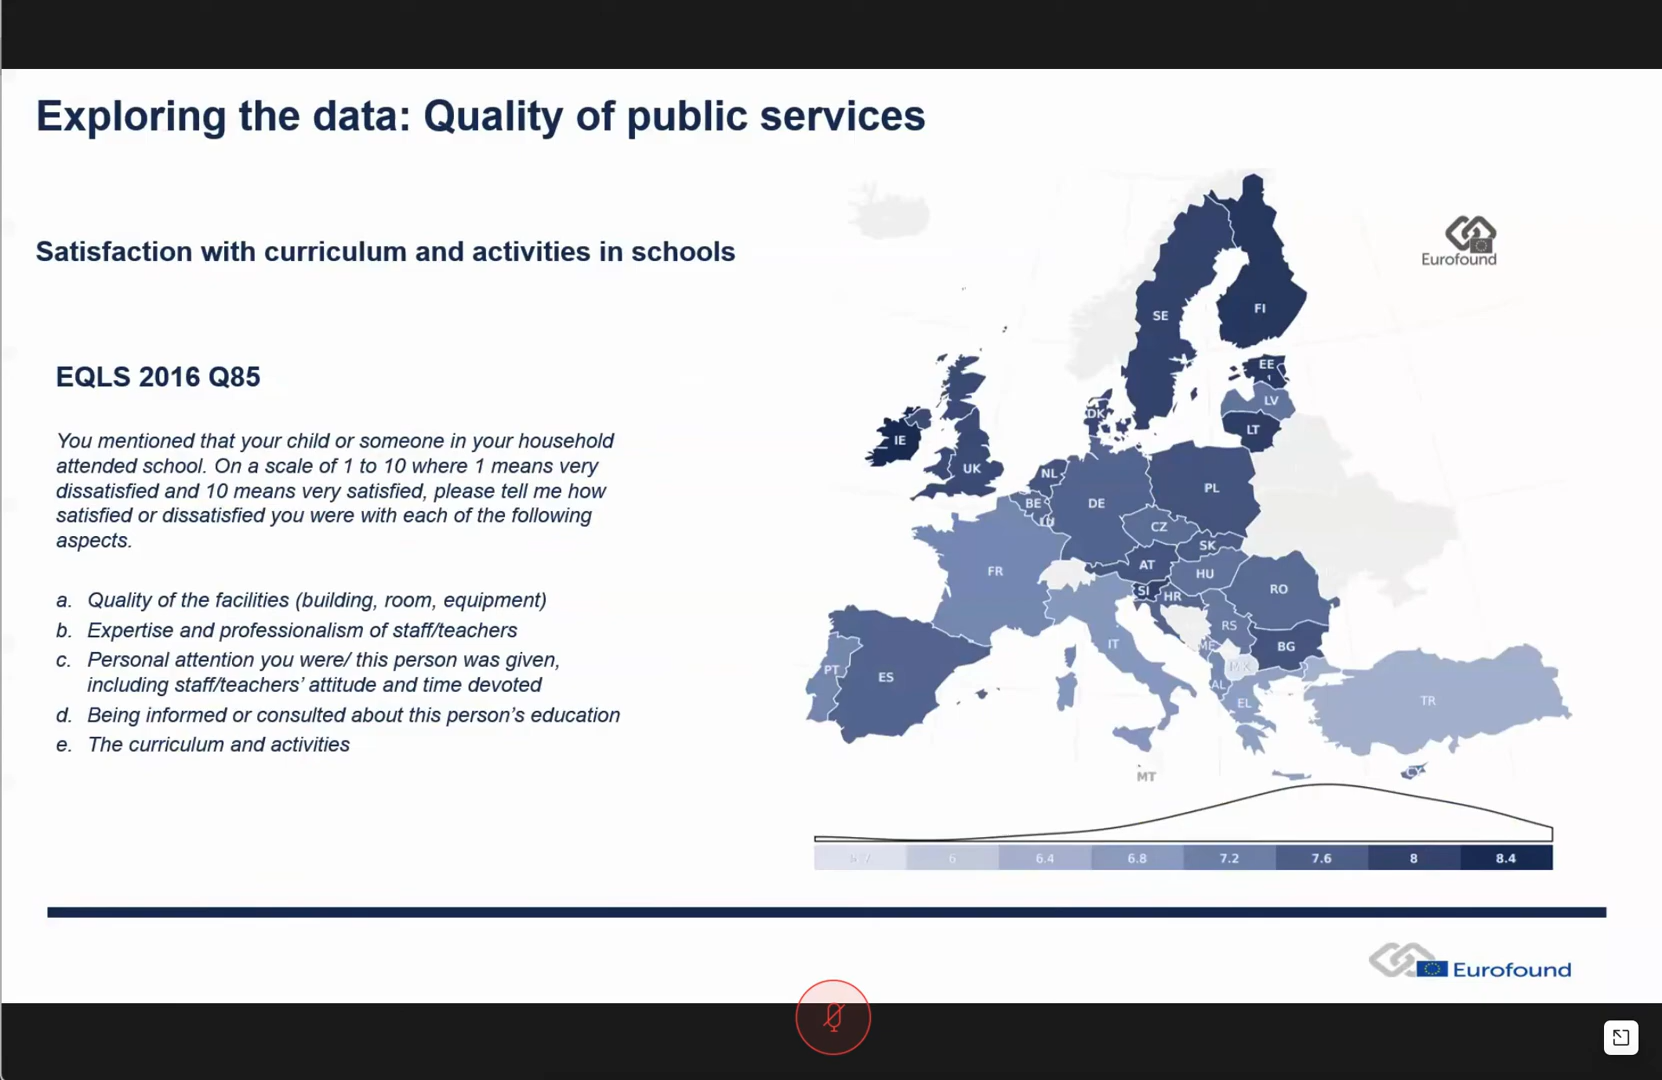 Exploring the data: Quality of public services
Satisfaction with curriculum and activities in schools
EQLS 2016 Q85
You mentioned that your child or someone in your household
attended school. On a scale of 1 to 10 where 1 means very
dissatisfied and 10 means very satisfied, please tell me how
satisfied or dissatisfied you were with each of the following
aspects.
a. Quality of the facilities (building, room, equipment)
b. Expertise and professionalism of staff/teachers
c. Personal attention you were/ this person was given,
including staff/teachers' attitude and time devoted
d. Being informed or consulted about this person's education
e. The curriculum and activities
Eurofound
FI
SE
EE
LV
DK
LT
IE
UK
NL
PL
BE
DE
LU
CZ
SK
AT
FR
HU
SI
HR
RO
RS
IT
ME
BG
MK
PT
ES
AL
EL
TR
CY
MT
5.7 6 6.4 6.8 7.2 7.6 8 8.4
Eurofound